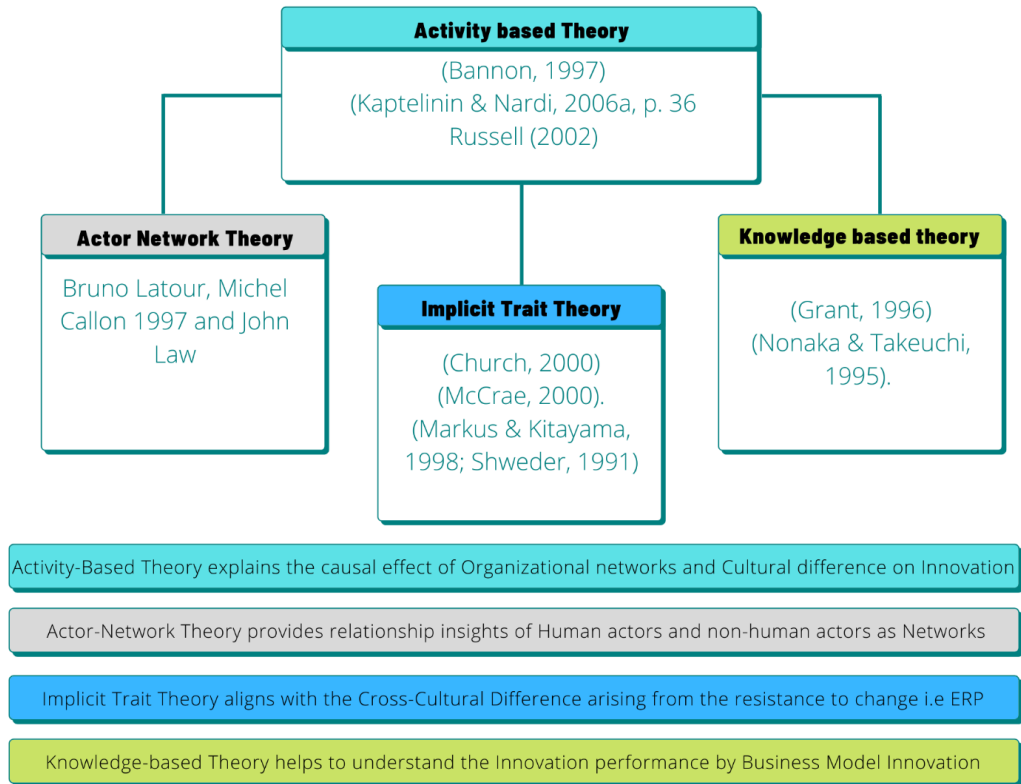 Activity based Theory
(Bannon, 1997)
(Kaptelinin & Nardi, 2006a, p. 36
Russell (2002)
Actor Network Theory
Bruno Latour, Michel
Callon 1997 and John
Law
Implicit Trait Theory
(Church, 2000)
(McCrae, 2000).
(Markus & Kitayama,
1998; Shweder, 1991)
Knowledge based theory
(Grant, 1996)
(Nonaka & Takeuchi,
1995).
Activity-Based Theory explains the causal effect of Organizational networks and Cultural difference on Innovation
Actor-Network Theory provides relationship insights of Human actors and non-human actors as Networks
Implicit Trait Theory aligns with the Cross-Cultural Difference arising from the resistance to change i.e ERP
Knowledge-based Theory helps to understand the Innovation performance by Business Model Innovation